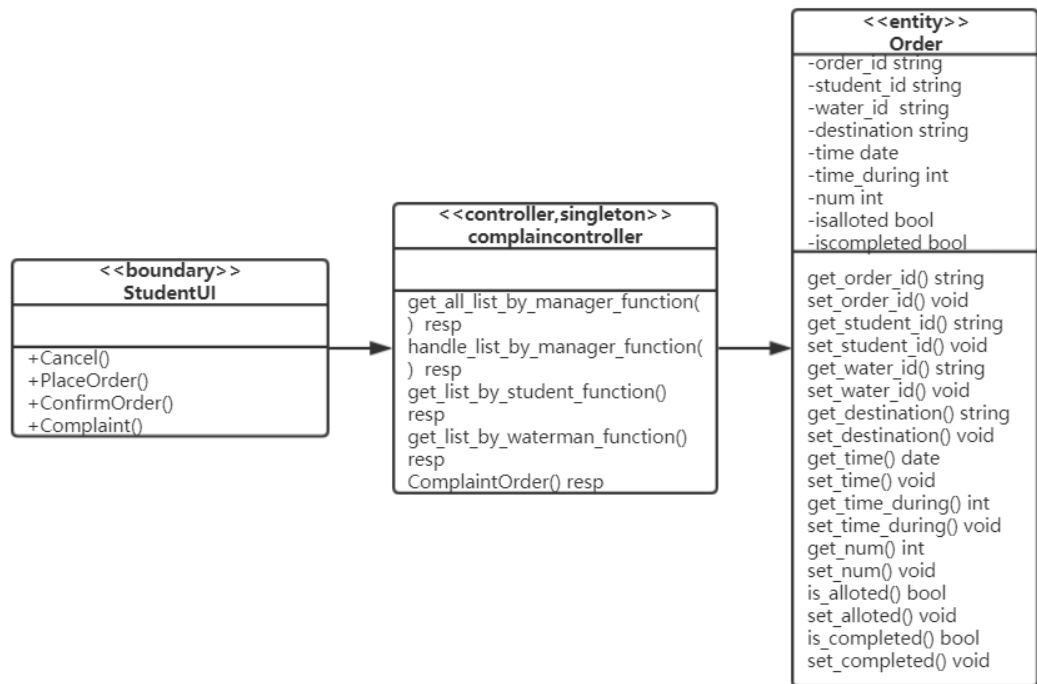 <<boundary>>
StudentUI
+Cancel()
+PlaceOrder()
+ConfirmOrder()
+Complaint()
<<controller,singleton>>
complaincontroller
get_all_list_by_manager_function(
) resp
handle_list_by_manager_function(
) resp
get_list_by_student_function()
resp
get_list_by_waterman_function()
resp
ComplaintOrder() resp
<<entity>>
Order
-order_id string
-student_id string
-water_id  string
-destination string
-time date
-time_during int
-num int
-isalloted bool
-iscompleted bool
get_order_id() string
set_order_id() void
get_student_id() string
set_student_id() void
get_water_id() string
set_water_id() void
get_destination() string
set_destination() void
get_time() date
set_time() void
get_time_during() int
set_time_during() void
get_num() int
set_num() void
is_alloted() bool
set_alloted() void
is_completed() bool
set_completed() void